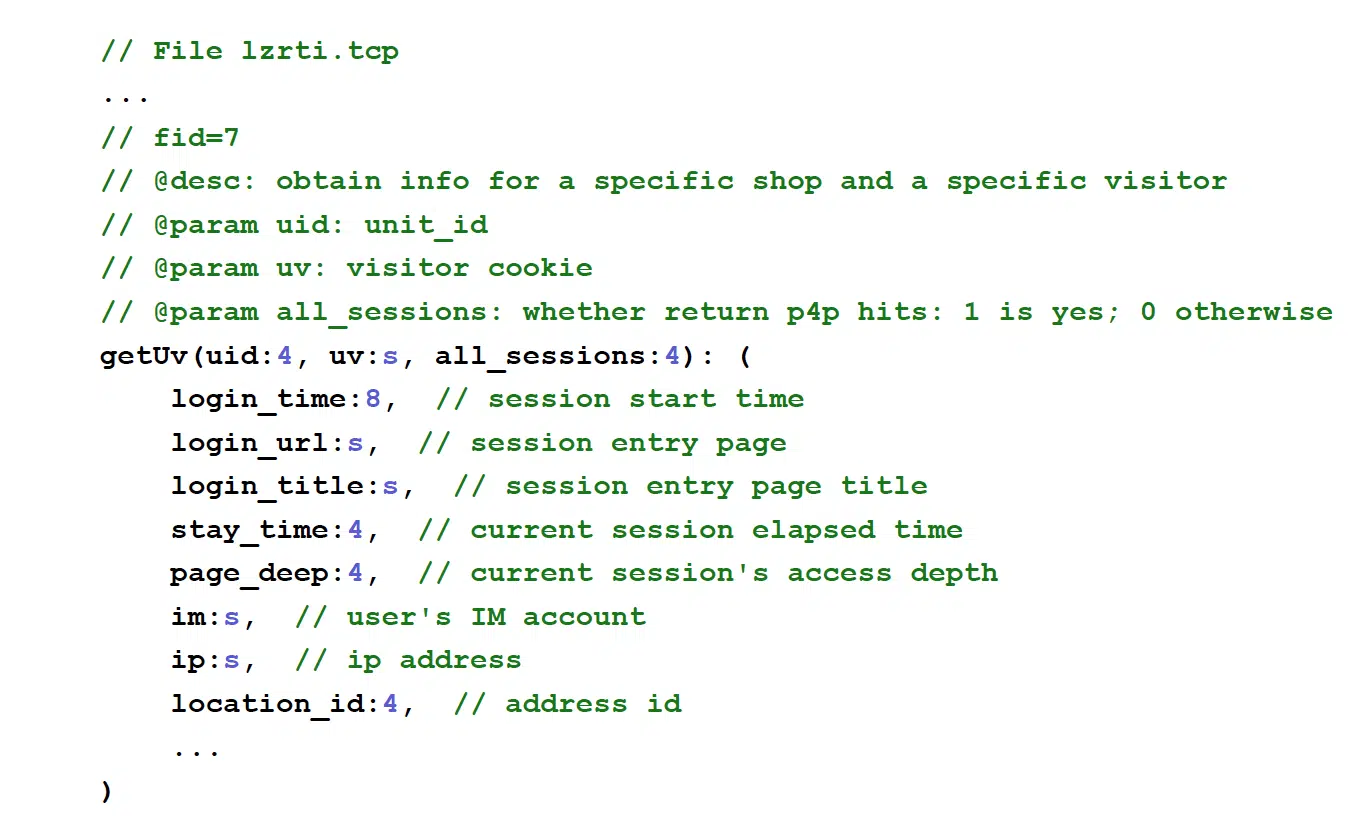 // File lzrti.tcp
...
// fid=7
// @desc: obtain info for a specific shop and a specific visitor
// @param uid: unit_id
// @param uv: visitor cookie
// @param all_sessions: whether return p4p hits: 1 is yes; 0 otherwise
getUv(uid:4, uv:s, all_sessions:4): (
    login_time:8,  // session start time
    login_url:s,  // session entry page
    login_title:s,  // session entry page title
    stay_time:4,  // current session elapsed time
    page_deep:4,  // current session's access depth
    im:s,  // user's IM account
    ip:s,  // ip address
    location_id:4,  // address id
    ...
)